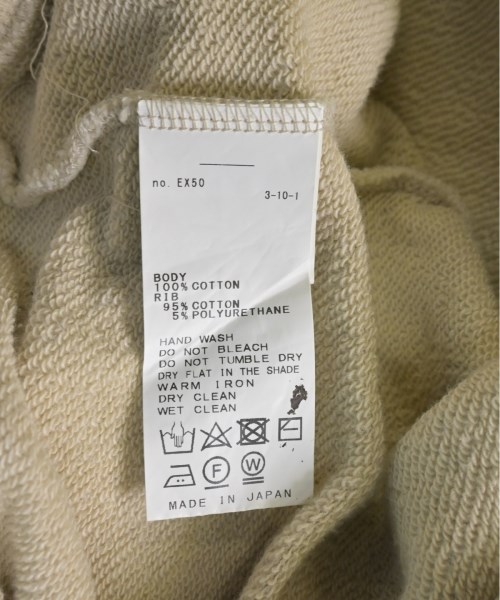 no. EX50
3-10-1
BODY
100% COTTON
RIB
95% COTTON
5% POLYURETHANE
HAND WASH
DO NOT BLEACH
DO NOT TUMBLE DRY
DRY FLAT IN THE SHADE
WARM IRON
DRY CLEAN
WET CLEAN
F W
MADE IN JAPAN